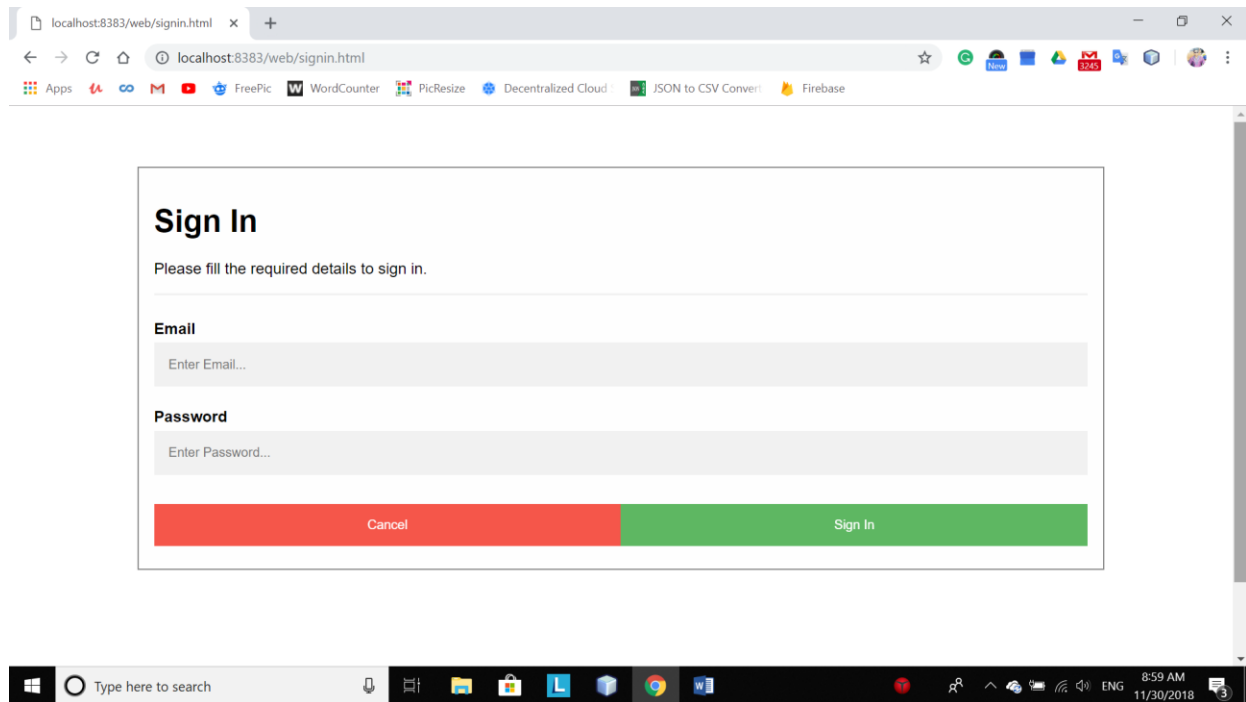 localhost:8383/web/signin.html
localhost:8383/web/signin.html
New
3245
Apps FreePic W WordCounter PicResize Decentralized Cloud JSON to CSV Convert Firebase
Sign In
Please fill the required details to sign in.
Email
Enter Email...
Password
Enter Password...
Cancel Sign In
Type here to search
L
ENG
8:59 AM
11/30/2018
3